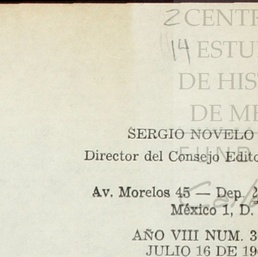 2 CENTR
14 ESTU
DE HIS
DE ME
SERGIO NOVELO
FUND
Director del Consejo Edito
Av. Morelos 45 — Dep. 2
México 1, D.
AÑO VIII NUM. 3
JULIO 16 DE 19